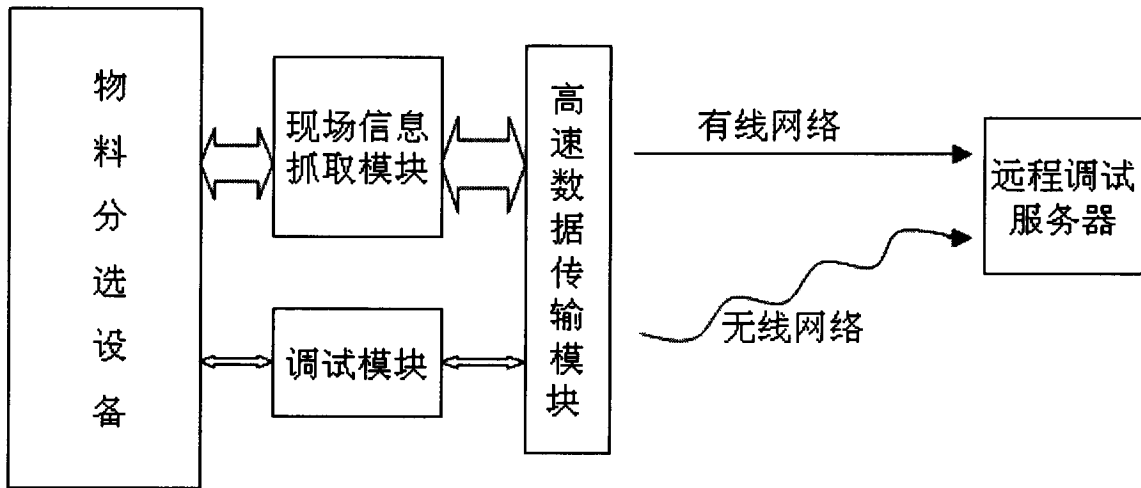 物料分选设备
现场信息
抓取模块
调试模块
高速数据传输模块
有线网络
无线网络
远程调试
服务器